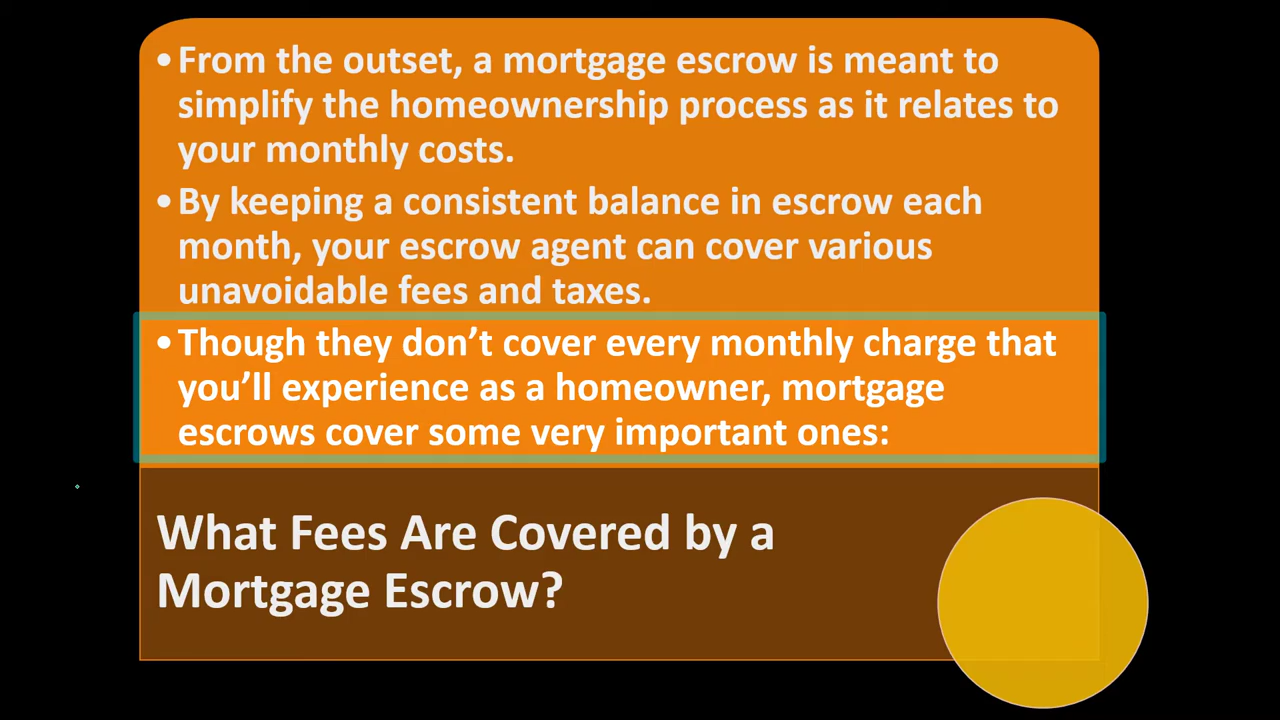 •From the outset, a mortgage escrow is meant to
simplify the homeownership process as it relates to
your monthly costs.
•By keeping a consistent balance in escrow each
month, your escrow agent can cover various
unavoidable fees and taxes.
•Though they don’t cover every monthly charge that
you’ll experience as a homeowner, mortgage
escrows cover some very important ones:
What Fees Are Covered by a
Mortgage Escrow?